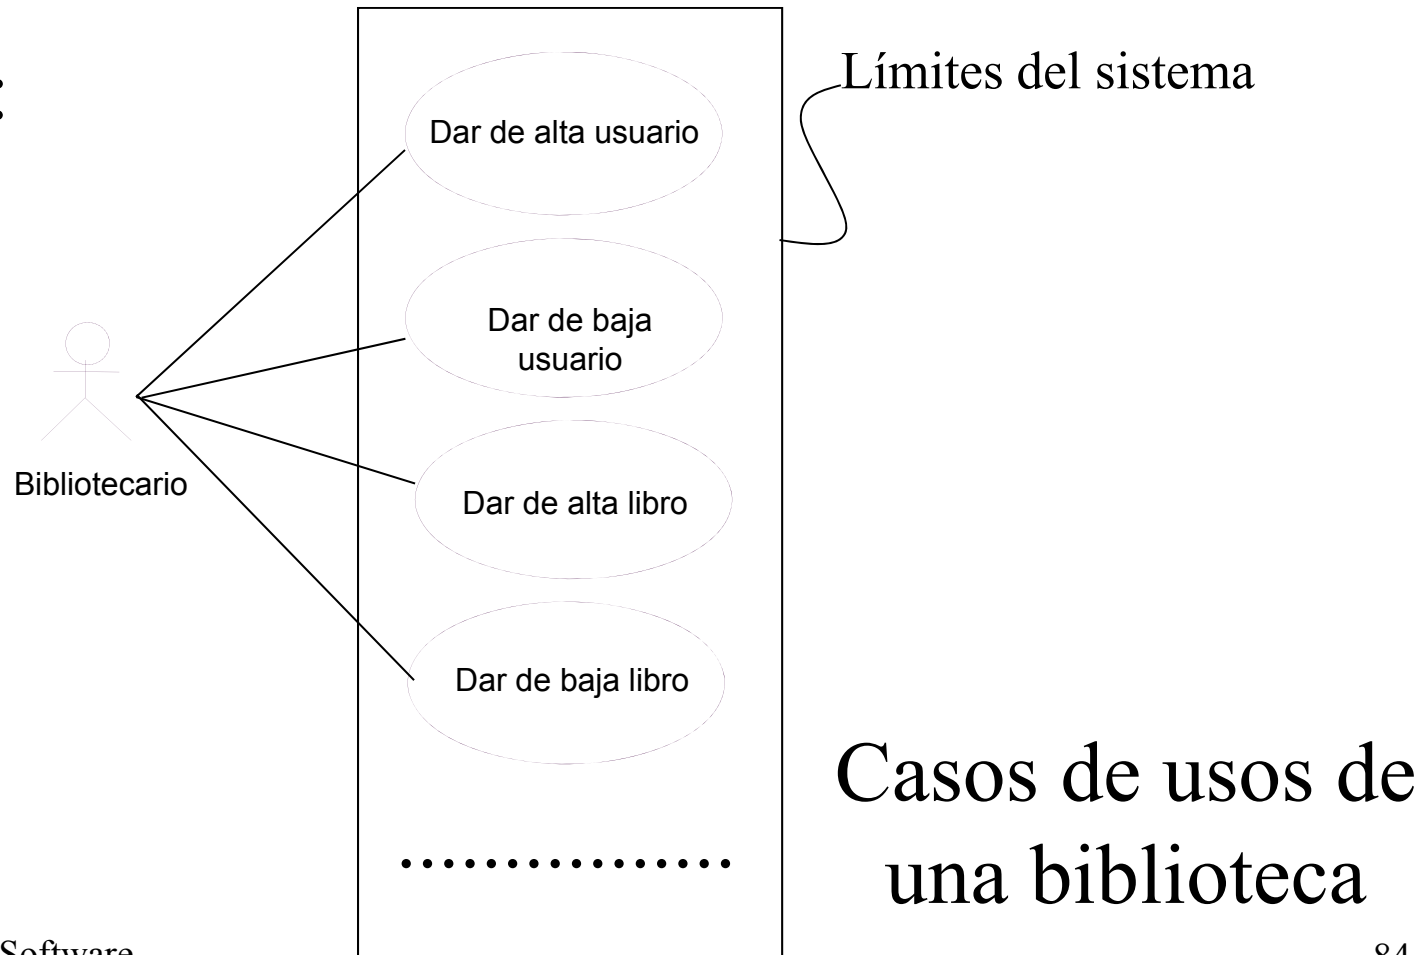 :
Límites del sistema
Dar de alta usuario
Dar de baja
usuario
Bibliotecario
Dar de alta libro
Dar de baja libro
................
Casos de usos de
una biblioteca
Software
84